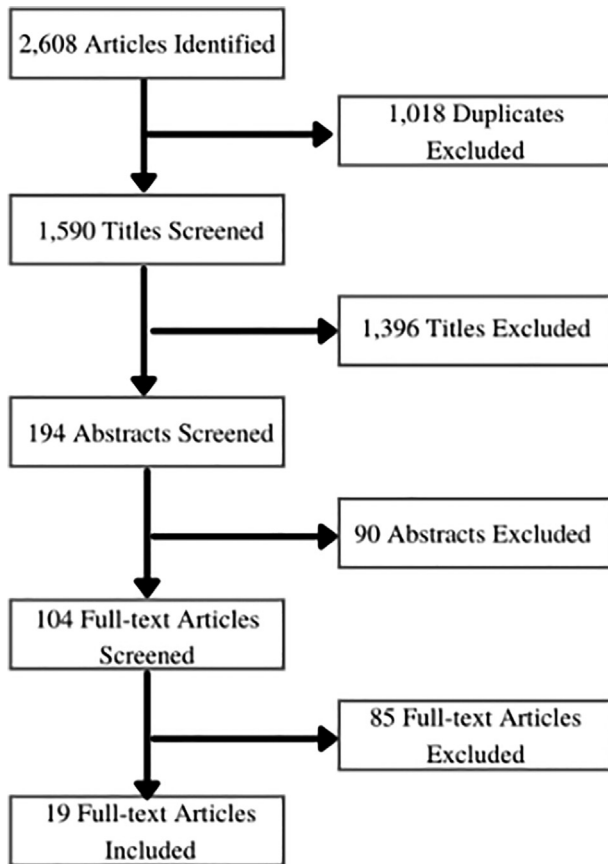 2,608 Articles Identified
1,018 Duplicates
Excluded
1,590 Titles Screened
1,396 Titles Excluded
194 Abstracts Screened
90 Abstracts Excluded
104 Full-text Articles
Screened
85 Full-text Articles
Excluded
19 Full-text Articles
Included